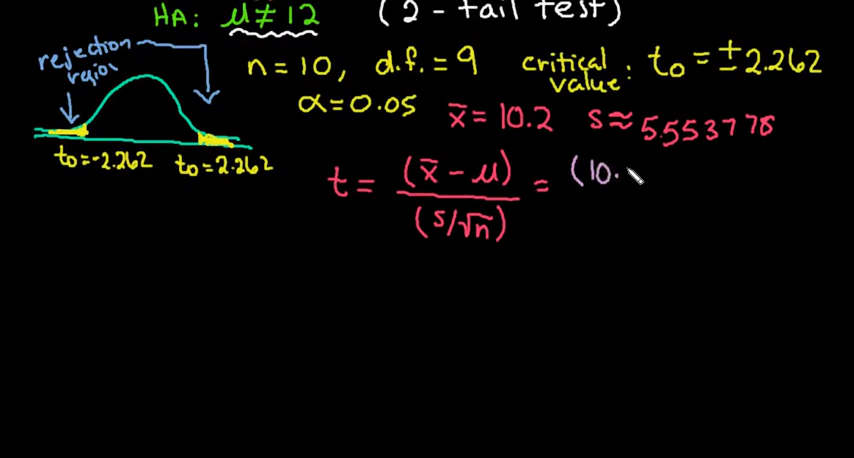 HA: μ ≠ 12 (2 - tail test)
rejection region
n = 10, d.f. = 9 critical value: t₀ = ±2.262
α = 0.05
x̄ = 10.2 s ≈ 5.553778
t₀ = -2.262 t₀ = 2.262
t = (x̄ - μ) / (s/√n) = (10.